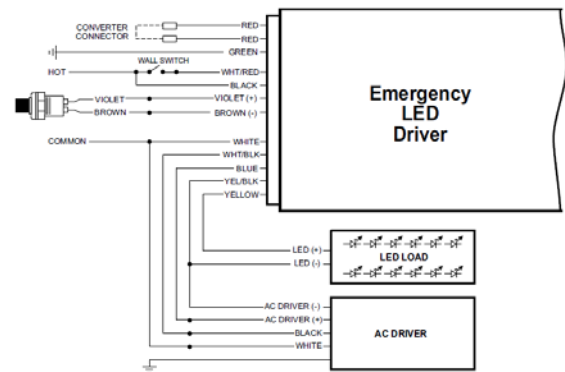 CONVERTER
CONNECTOR
RED
RED
GREEN
WALL SWITCH
HOT
WHT/RED
BLACK
VIOLET
VIOLET (+)
BROWN
BROWN (-)
COMMON
WHITE
WHT/BLK
BLUE
YEL/BLK
YELLOW
Emergency
LED
Driver
LED (+)
LED (-)
LED LOAD
AC DRIVER (-)
AC DRIVER (+)
BLACK
WHITE
AC DRIVER